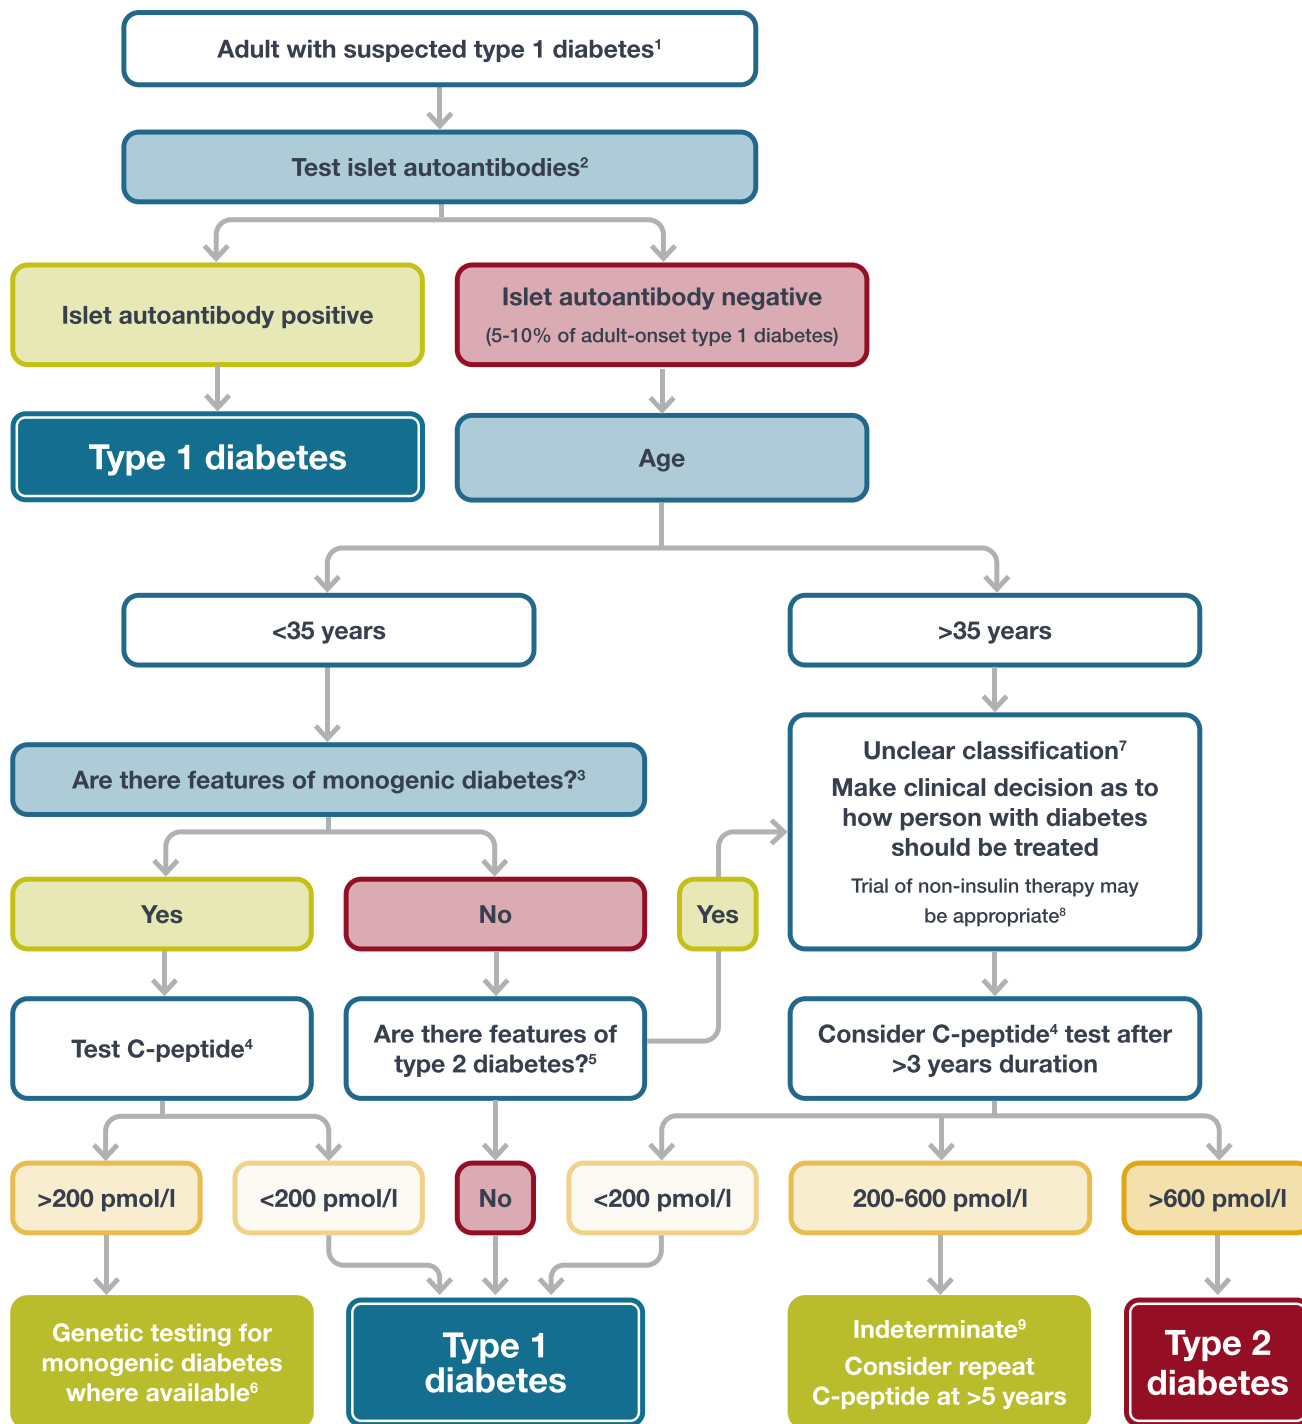 Adult with suspected type 1 diabetes¹
Test islet autoantibodies²
Islet autoantibody positive
Islet autoantibody negative
(5-10% of adult-onset type 1 diabetes)
Type 1 diabetes
Age
<35 years
>35 years
Are there features of monogenic diabetes?³
Unclear classification⁷
Make clinical decision as to
how person with diabetes
should be treated
Trial of non-insulin therapy may
be appropriate⁸
Yes
No
Yes
Test C-peptide⁴
Are there features of
type 2 diabetes?⁵
Consider C-peptide⁴ test after
>3 years duration
>200 pmol/l
<200 pmol/l
No
<200 pmol/l
200-600 pmol/l
>600 pmol/l
Genetic testing for
monogenic diabetes
where available⁶
Type 1
diabetes
Indeterminate⁹
Consider repeat
C-peptide at >5 years
Type 2
diabetes